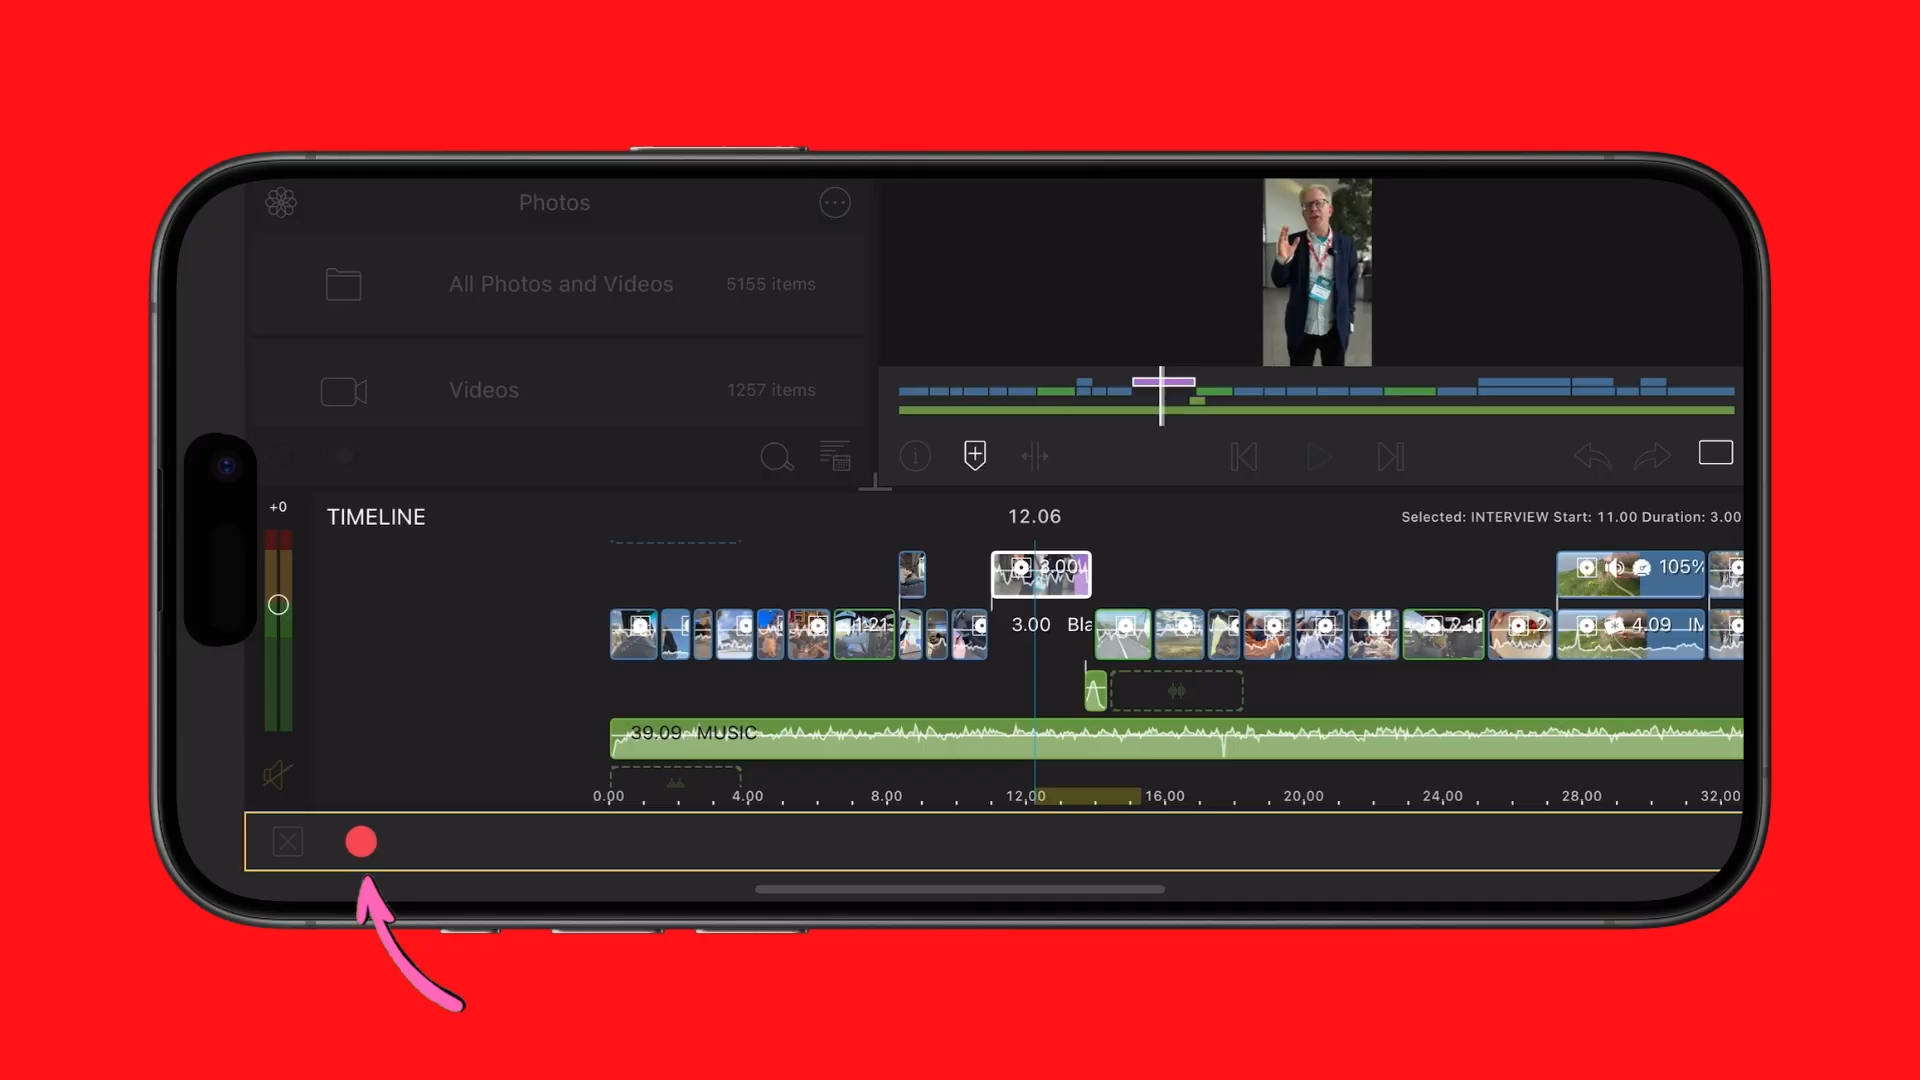 Photos
All Photos and Videos 5155 items
Videos 1257 items
+0
TIMELINE
12.06
Selected: INTERVIEW Start: 11.00 Duration: 3.00
3.00
105%
1.21
3.00 Bla
4.09
39.09 MUSIC
0.00 4.00 8.00 12.00 16.00 20.00 24.00 28.00 32.00